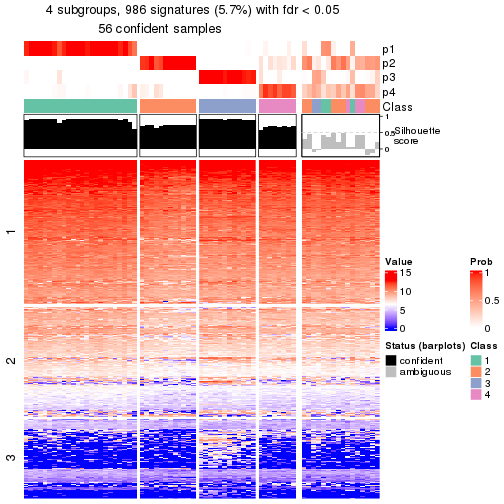 4 subgroups, 986 signatures (5.7%) with fdr < 0.05
56 confident samples
p1
p2
p3
p4
Class
1
0.5
0
Silhouette
score
1
2
3
Value
15
10
5
0
Prob
1
0.5
0
Status (barplots)
confident
ambiguous
Class
1
2
3
4